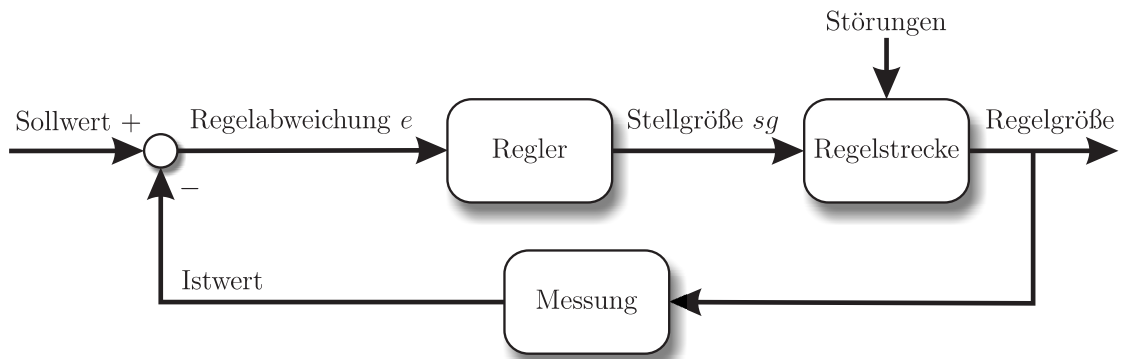 Störungen
Sollwert +
Regelabweichung e
Regler
Stellgröße sg
Regelstrecke
Regelgröße
−
Istwert
Messung